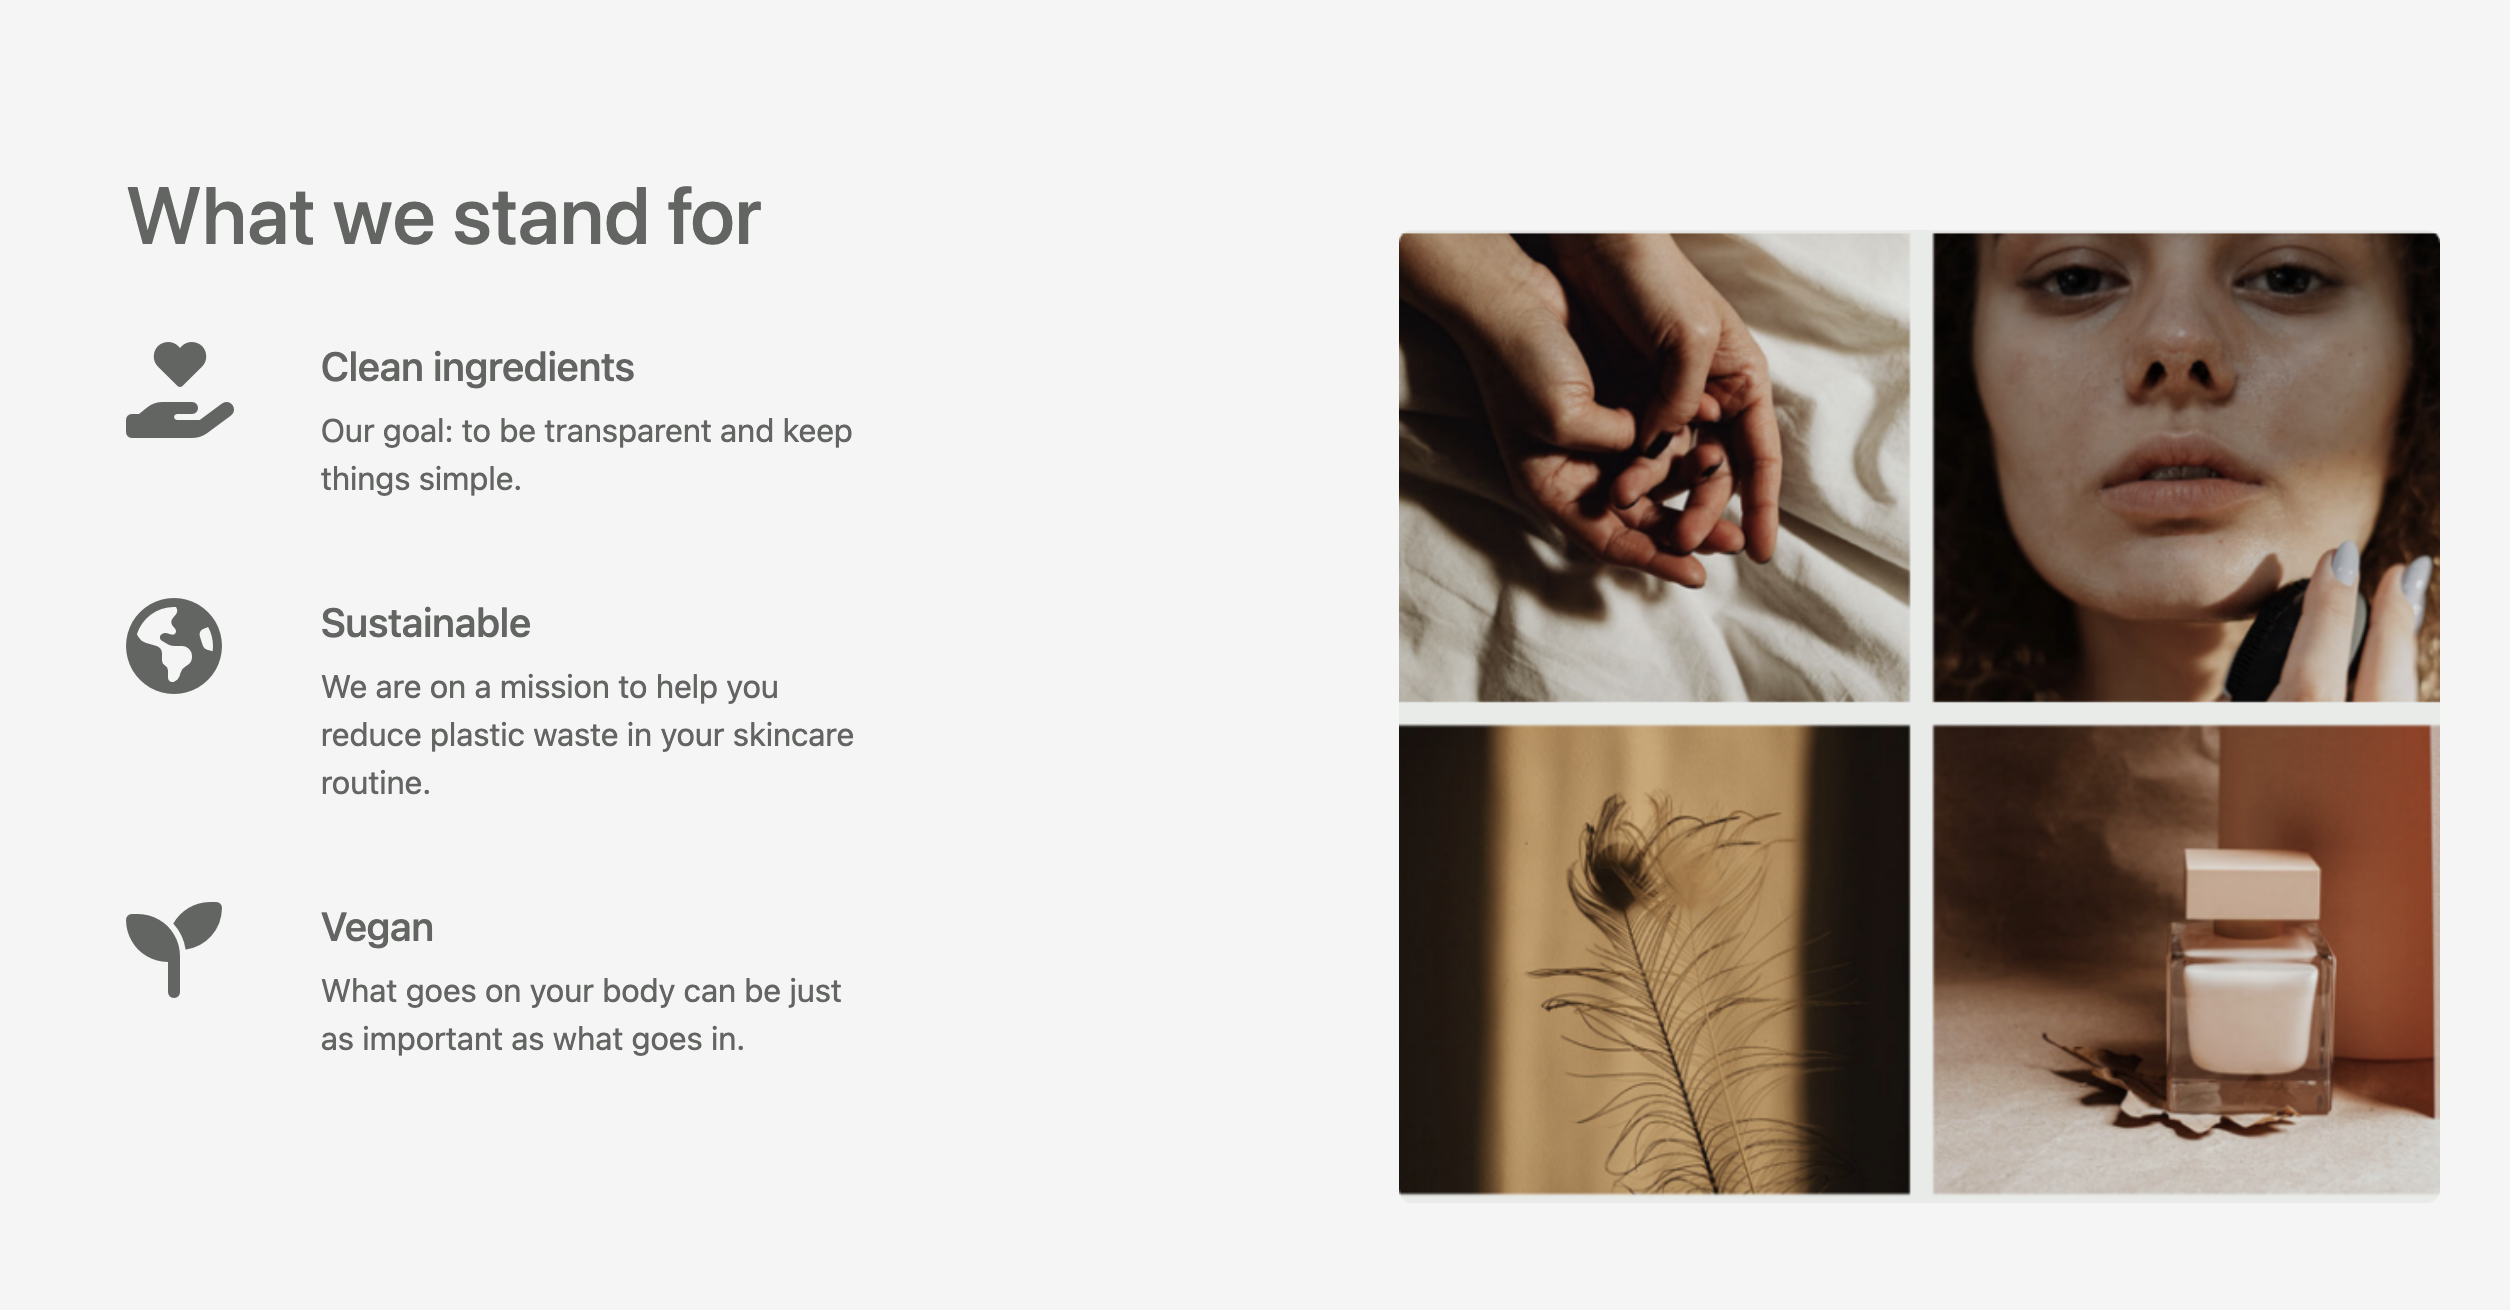 What we stand for
Clean ingredients
Our goal: to be transparent and keep
things simple.
Sustainable
We are on a mission to help you
reduce plastic waste in your skincare
routine.
Vegan
What goes on your body can be just
as important as what goes in.